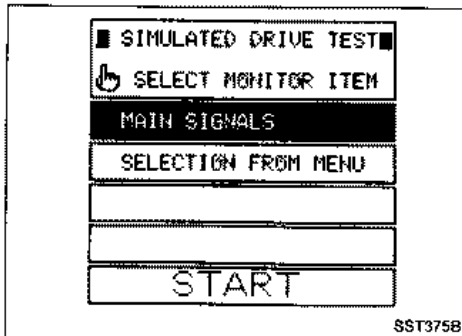 SIMULATED DRIVE TEST
SELECT MONITOR ITEM
MAIN SIGNALS
SELECTION FROM MENU
START
SST375B